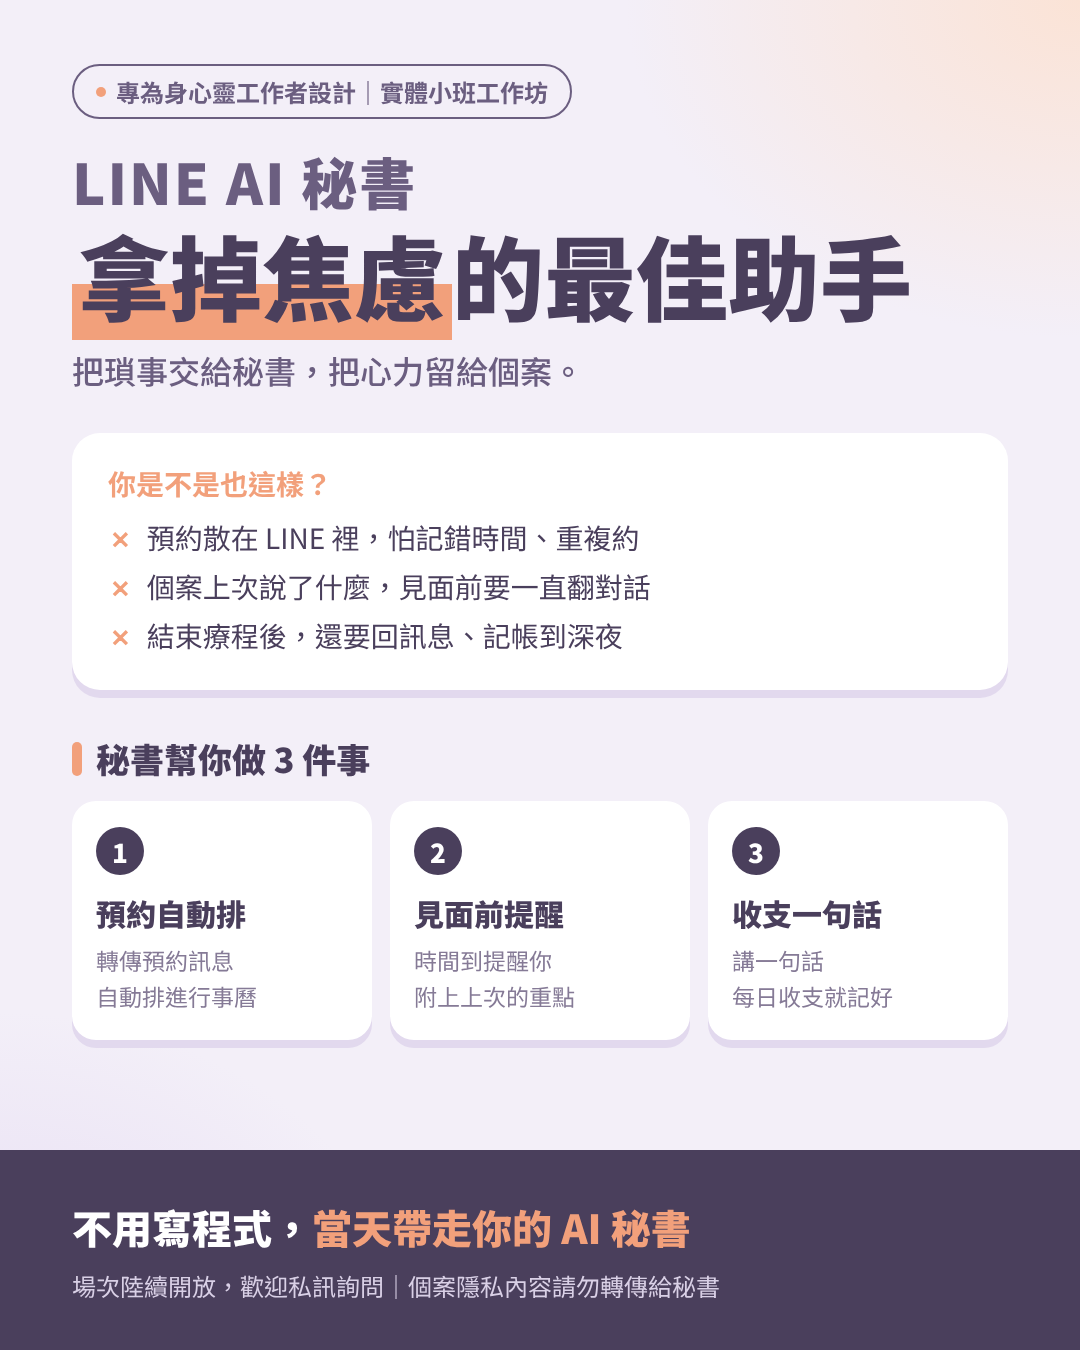 專為身心靈工作者設計｜實體小班工作坊
LINE AI 秘書
拿掉焦慮的最佳助手
把瑣事交給秘書，把心力留給個案。
你是不是也這樣？
× 預約散在 LINE 裡，怕記錯時間、重複約
× 個案上次說了什麼，見面前要一直翻對話
× 結束療程後，還要回訊息、記帳到深夜
秘書幫你做 3 件事
1
預約自動排
轉傳預約訊息
自動排進行事曆
2
見面前提醒
時間到提醒你
附上上次的重點
3
收支一句話
講一句話
每日收支就記好
不用寫程式，當天帶走你的 AI 秘書
場次陸續開放，歡迎私訊詢問｜個案隱私內容請勿轉傳給秘書